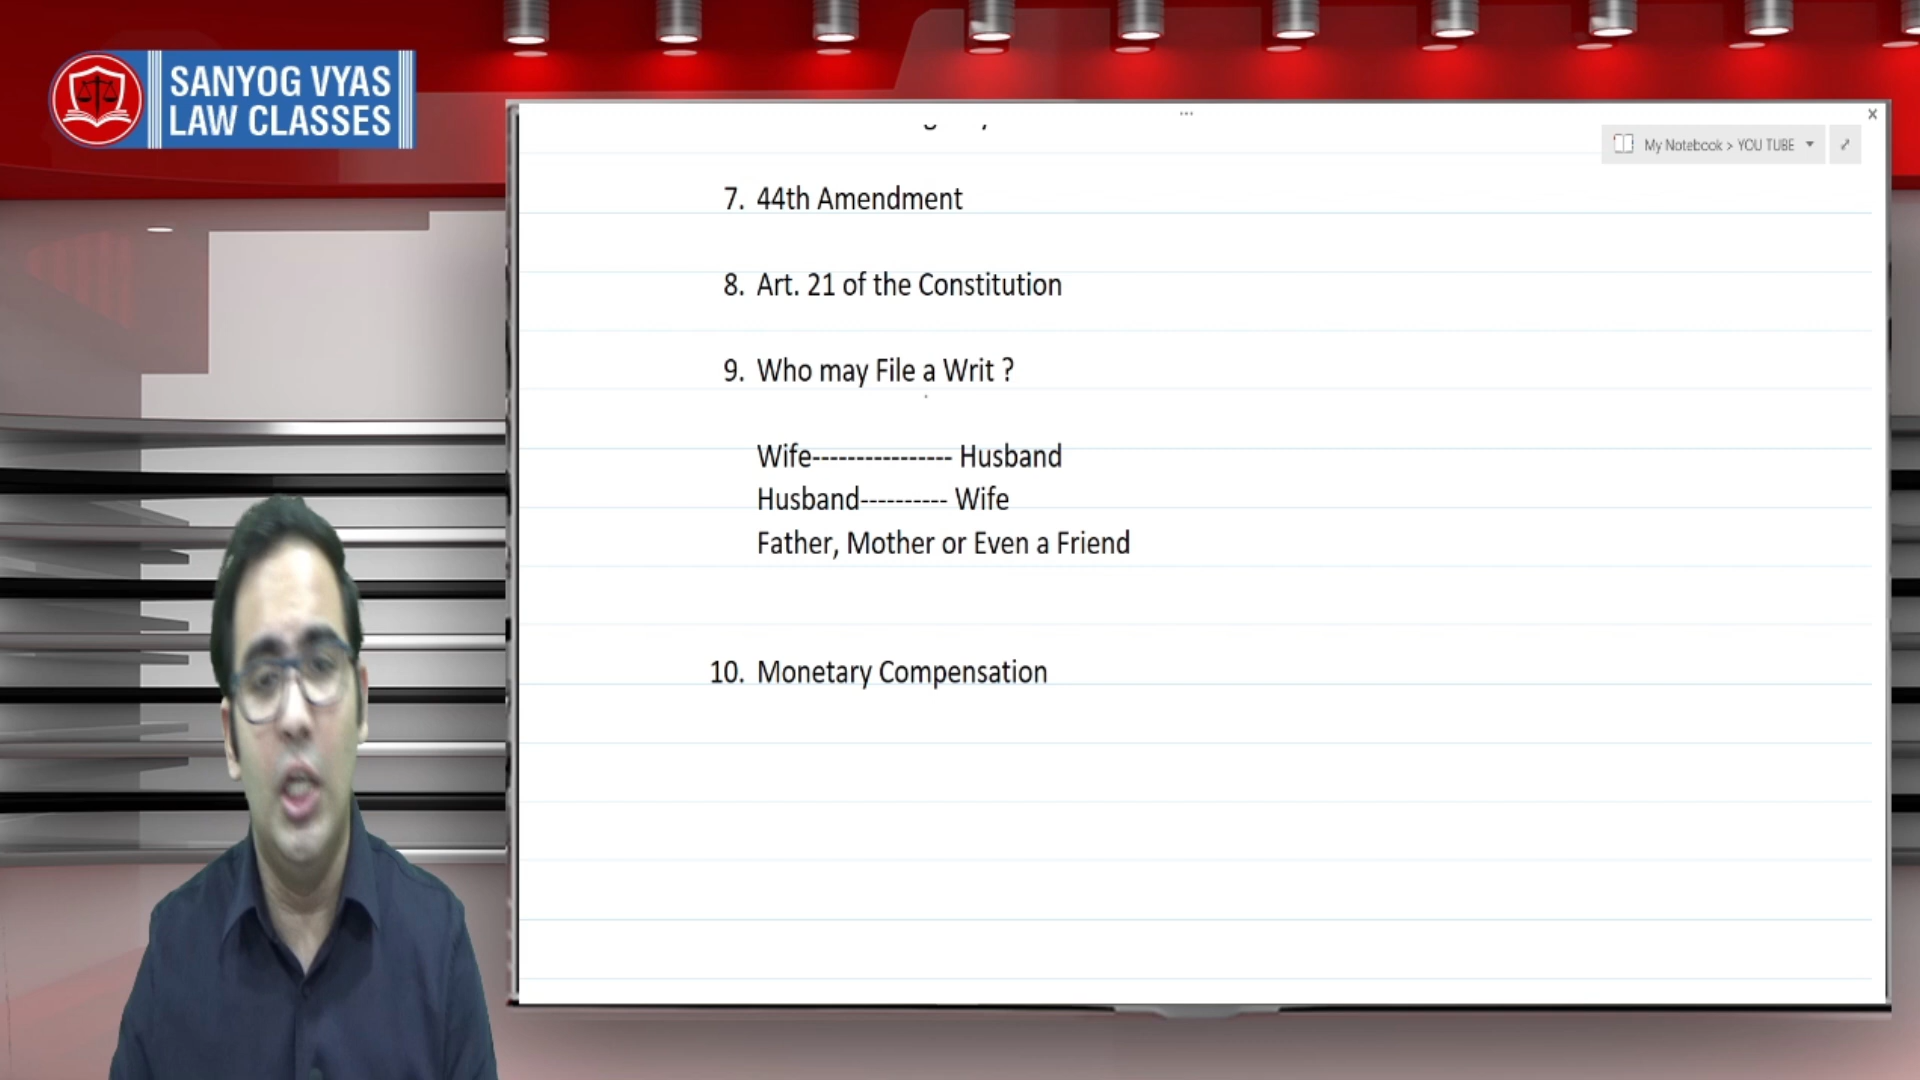 SANYOG VYAS
LAW CLASSES
My Notebook > YOU TUBE
7. 44th Amendment
8. Art. 21 of the Constitution
9. Who may File a Writ ?
Wife---------------- Husband
Husband---------- Wife
Father, Mother or Even a Friend
10. Monetary Compensation